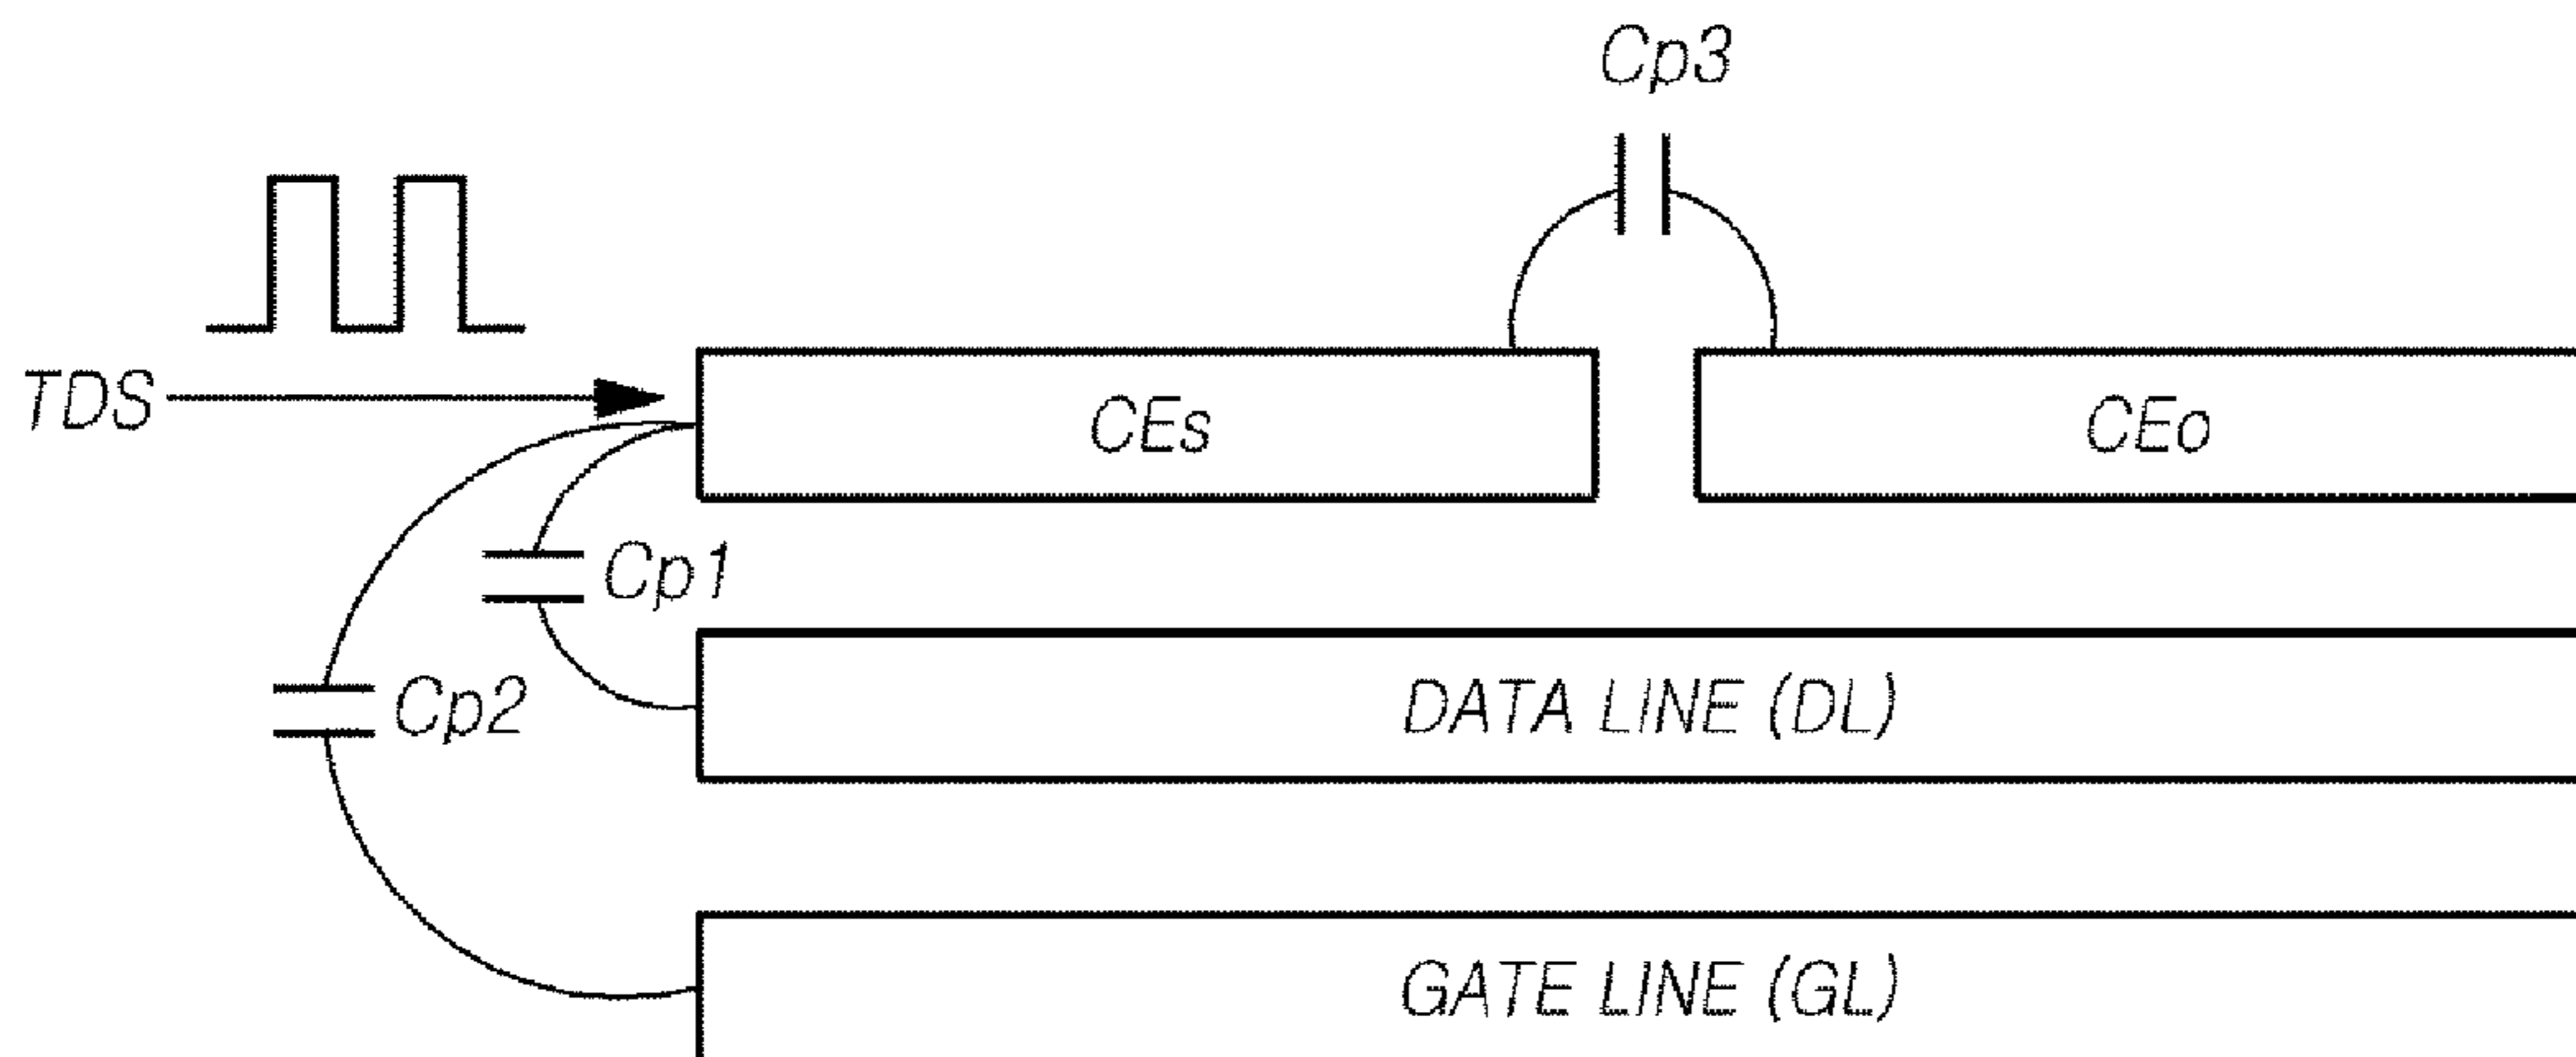 Cp3
TDS
CEs
CEo
Cp1
Cp2
DATA LINE (DL)
GATE LINE (GL)